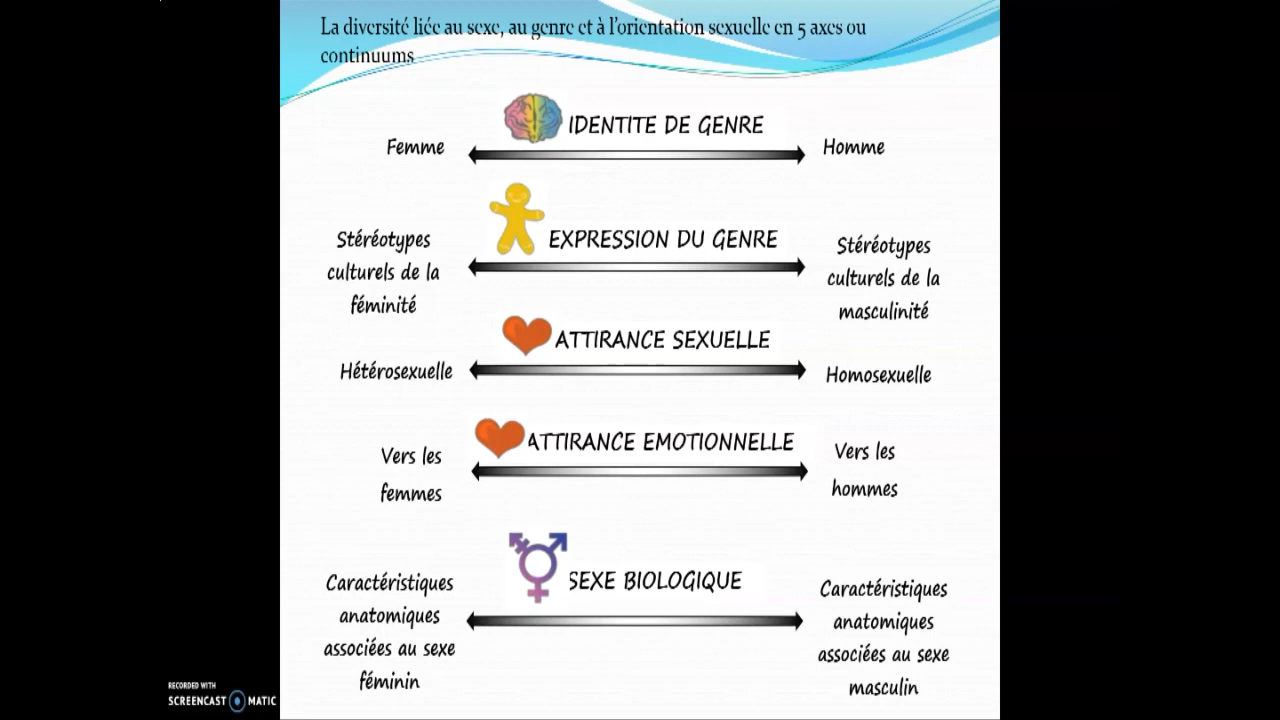 La diversité liée au sexe, au genre et à l'orientation sexuelle en 5 axes ou
continuums
IDENTITE DE GENRE
Femme
Homme
EXPRESSION DU GENRE
Stéréotypes
culturels de la
féminité
Stéréotypes
culturels de la
masculinité
ATTIRANCE SEXUELLE
Hétérosexuelle
Homosexuelle
ATTIRANCE EMOTIONNELLE
Vers les
femmes
Vers les
hommes
SEXE BIOLOGIQUE
Caractéristiques
anatomiques
associées au sexe
féminin
Caractéristiques
anatomiques
associées au sexe
masculin
RECORDED WITH
SCREENCAST MATIC